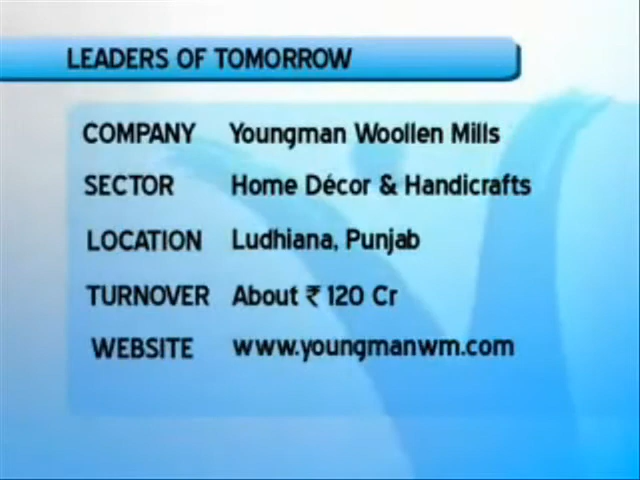 LEADERS OF TOMORROW
COMPANY Youngman Woollen Mills
SECTOR Home Décor & Handicrafts
LOCATION Ludhiana, Punjab
TURNOVER About ₹ 120 Cr
WEBSITE www.youngmanwm.com